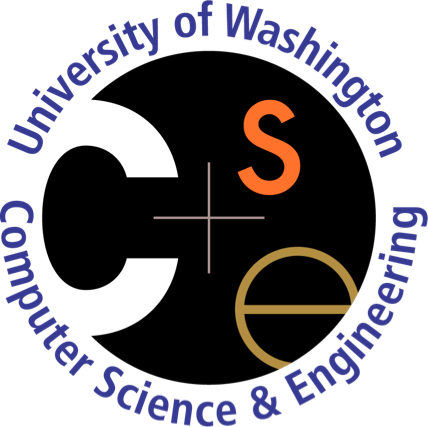 University of Washington
C s e
Computer Science & Engineering